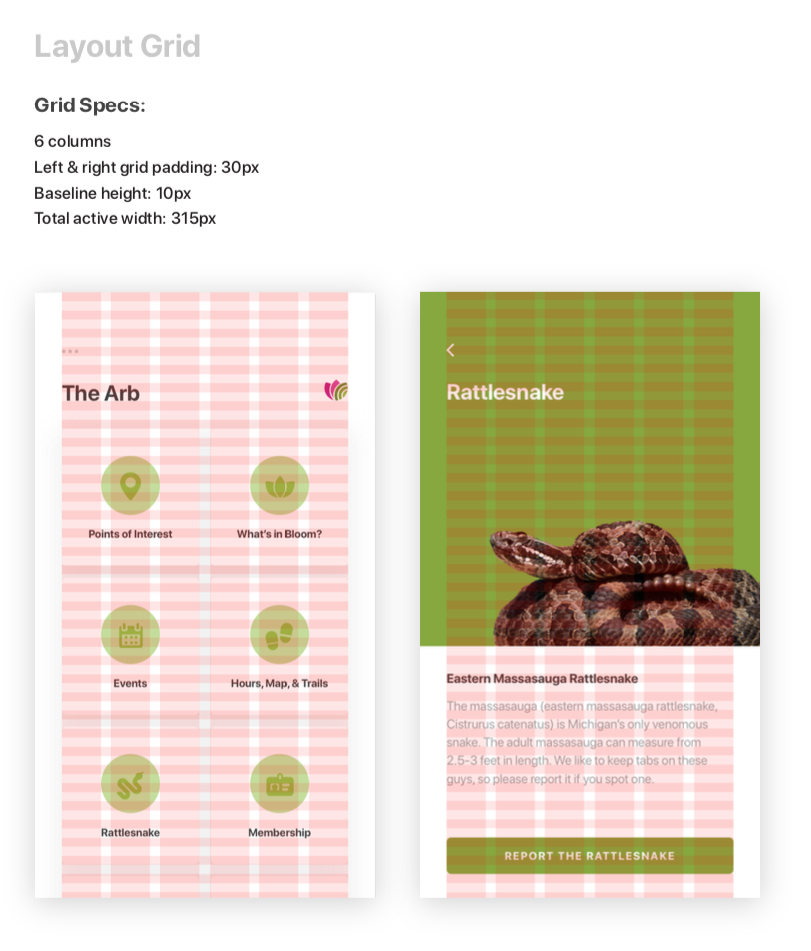 Layout Grid
Grid Specs:
6 columns
Left & right grid padding: 30px
Baseline height: 10px
Total active width: 315px
The Arb
Points of Interest
What's in Bloom?
Events
Hours, Map, & Trails
Rattlesnake
Membership
Rattlesnake
Eastern Massasauga Rattlesnake
The massasauga (eastern massasauga rattlesnake,
Cistrurus catenatus) is Michigan's only venomous
snake. The adult massasauga can measure from
2.5-3 feet in length. We like to keep tabs on these
guys, so please report it if you spot one.
REPORT THE RATTLESNAKE